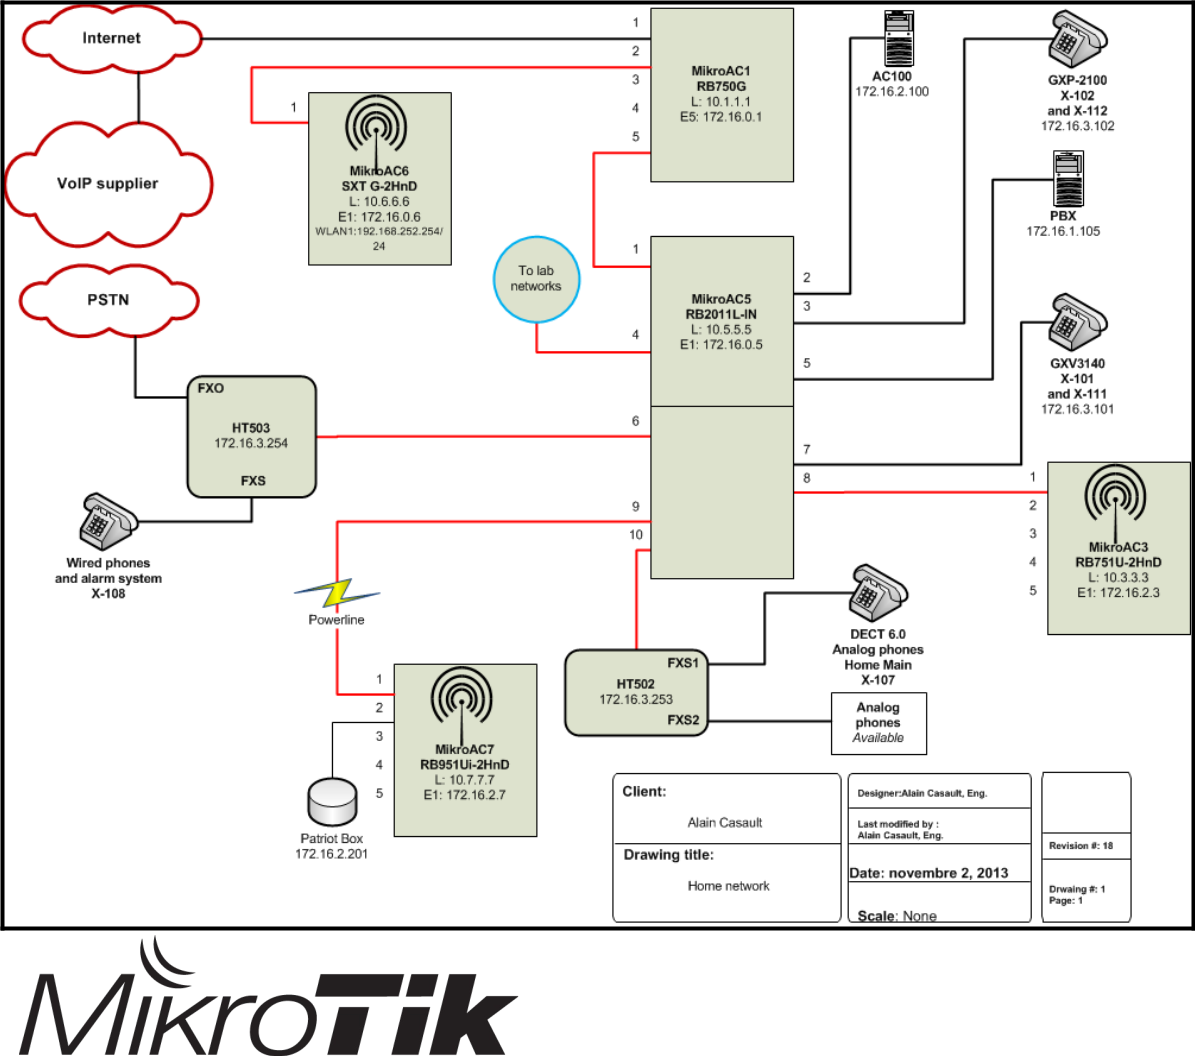 Internet
VoIP supplier
PSTN
1
2
3
4
5
MikroAC1
RB750G
L: 10.1.1.1
E5: 172.16.0.1
1
MikroAC6
SXT G-2HnD
L: 10.6.6.6
E1: 172.16.0.6
WLAN1:192.168.252.254/
24
AC100
172.16.2.100
GXP-2100
X-102
and X-112
172.16.3.102
PBX
172.16.1.105
To lab
networks
1
4
6
9
10
MikroAC5
RB2011L-IN
L: 10.5.5.5
E1: 172.16.0.5
2
3
5
7
8
GXV3140
X-101
and X-111
172.16.3.101
FXO
HT503
172.16.3.254
FXS
Wired phones
and alarm system
X-108
1
2
3
4
5
MikroAC3
RB751U-2HnD
L: 10.3.3.3
E1: 172.16.2.3
Powerline
DECT 6.0
Analog phones
Home Main
X-107
FXS1
HT502
172.16.3.253
FXS2
Analog
phones
Available
1
2
3
4
5
MikroAC7
RB951Ui-2HnD
L: 10.7.7.7
E1: 172.16.2.7
Patriot Box
172.16.2.201
Client:
Alain Casault
Drawing title:
Home network
Designer:Alain Casault, Eng.
Last modified by :
Alain Casault, Eng.
Date: novembre 2, 2013
Scale: None
Revision #: 18
Drwaing #: 1
Page: 1
MikroTik